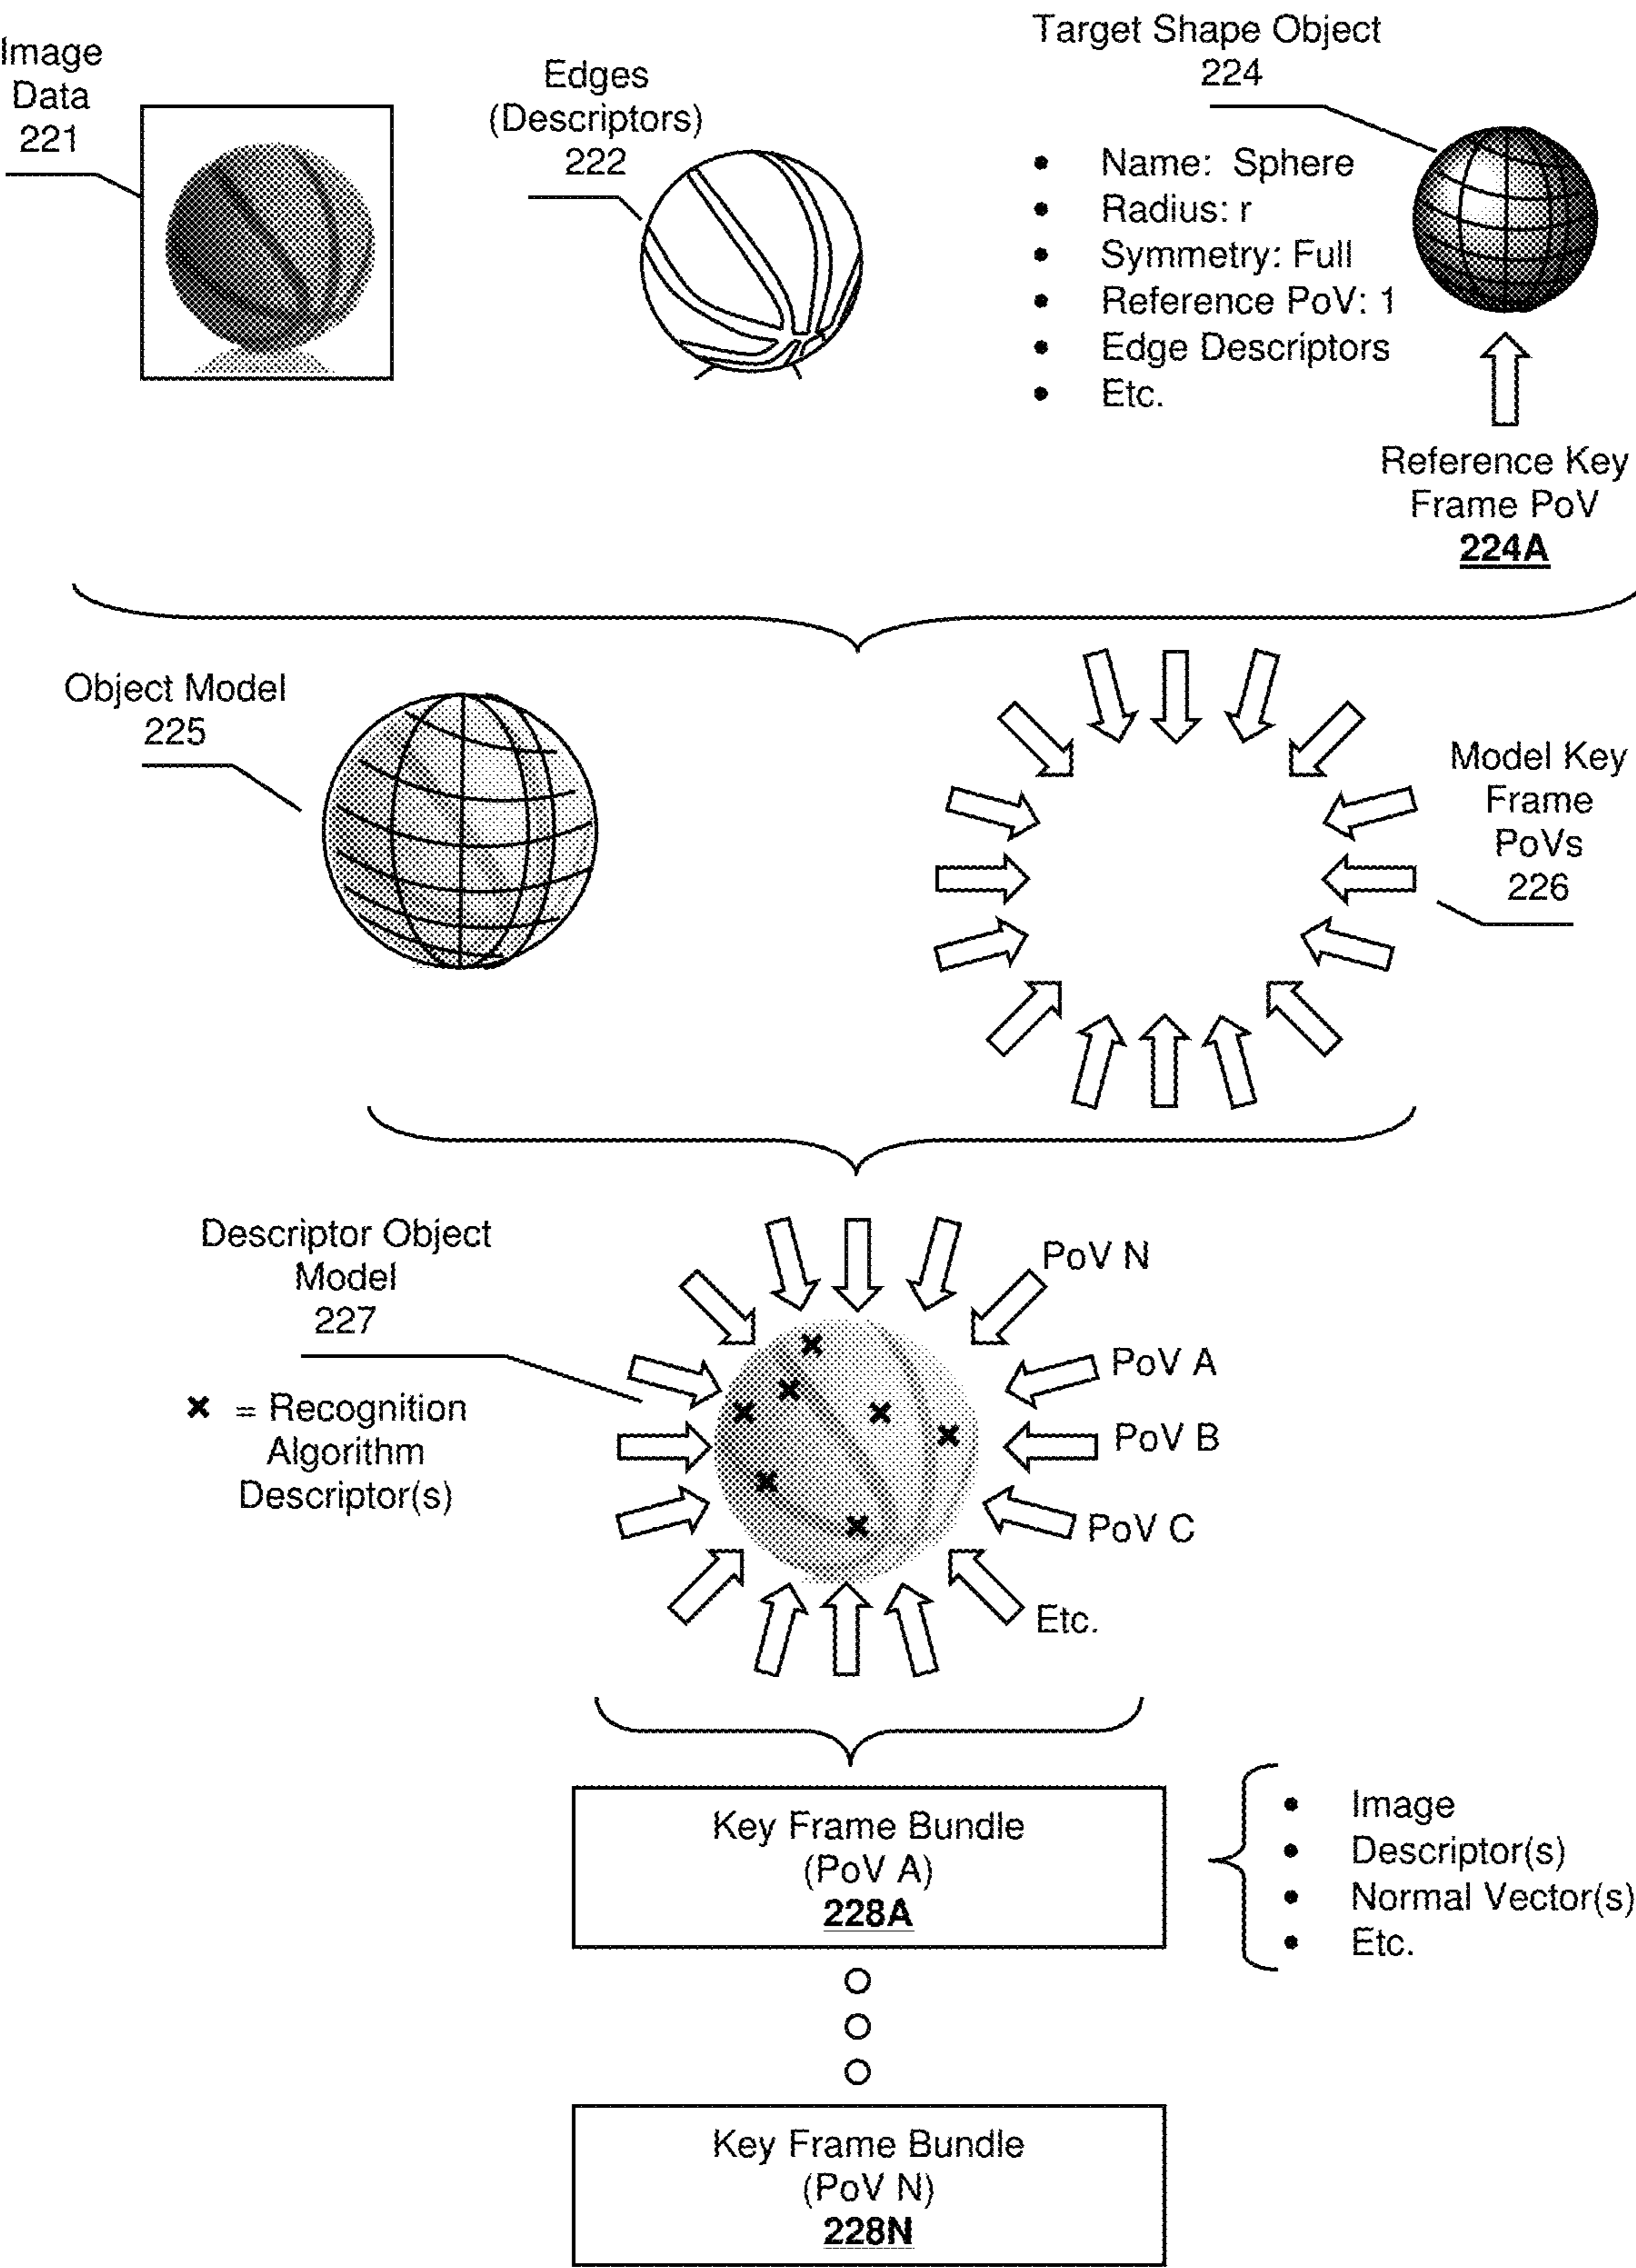 Image
Data
221
Edges
(Descriptors)
222
Target Shape Object
224
• Name: Sphere
• Radius: r
• Symmetry: Full
• Reference PoV: 1
• Edge Descriptors
• Etc.
Reference Key
Frame PoV
224A
Object Model
225
Model Key
Frame
PoVs
226
Descriptor Object
Model
227
× = Recognition
Algorithm
Descriptor(s)
PoV N
PoV A
PoV B
PoV C
Etc.
Key Frame Bundle
(PoV A)
228A
• Image
• Descriptor(s)
• Normal Vector(s)
• Etc.
Key Frame Bundle
(PoV N)
228N